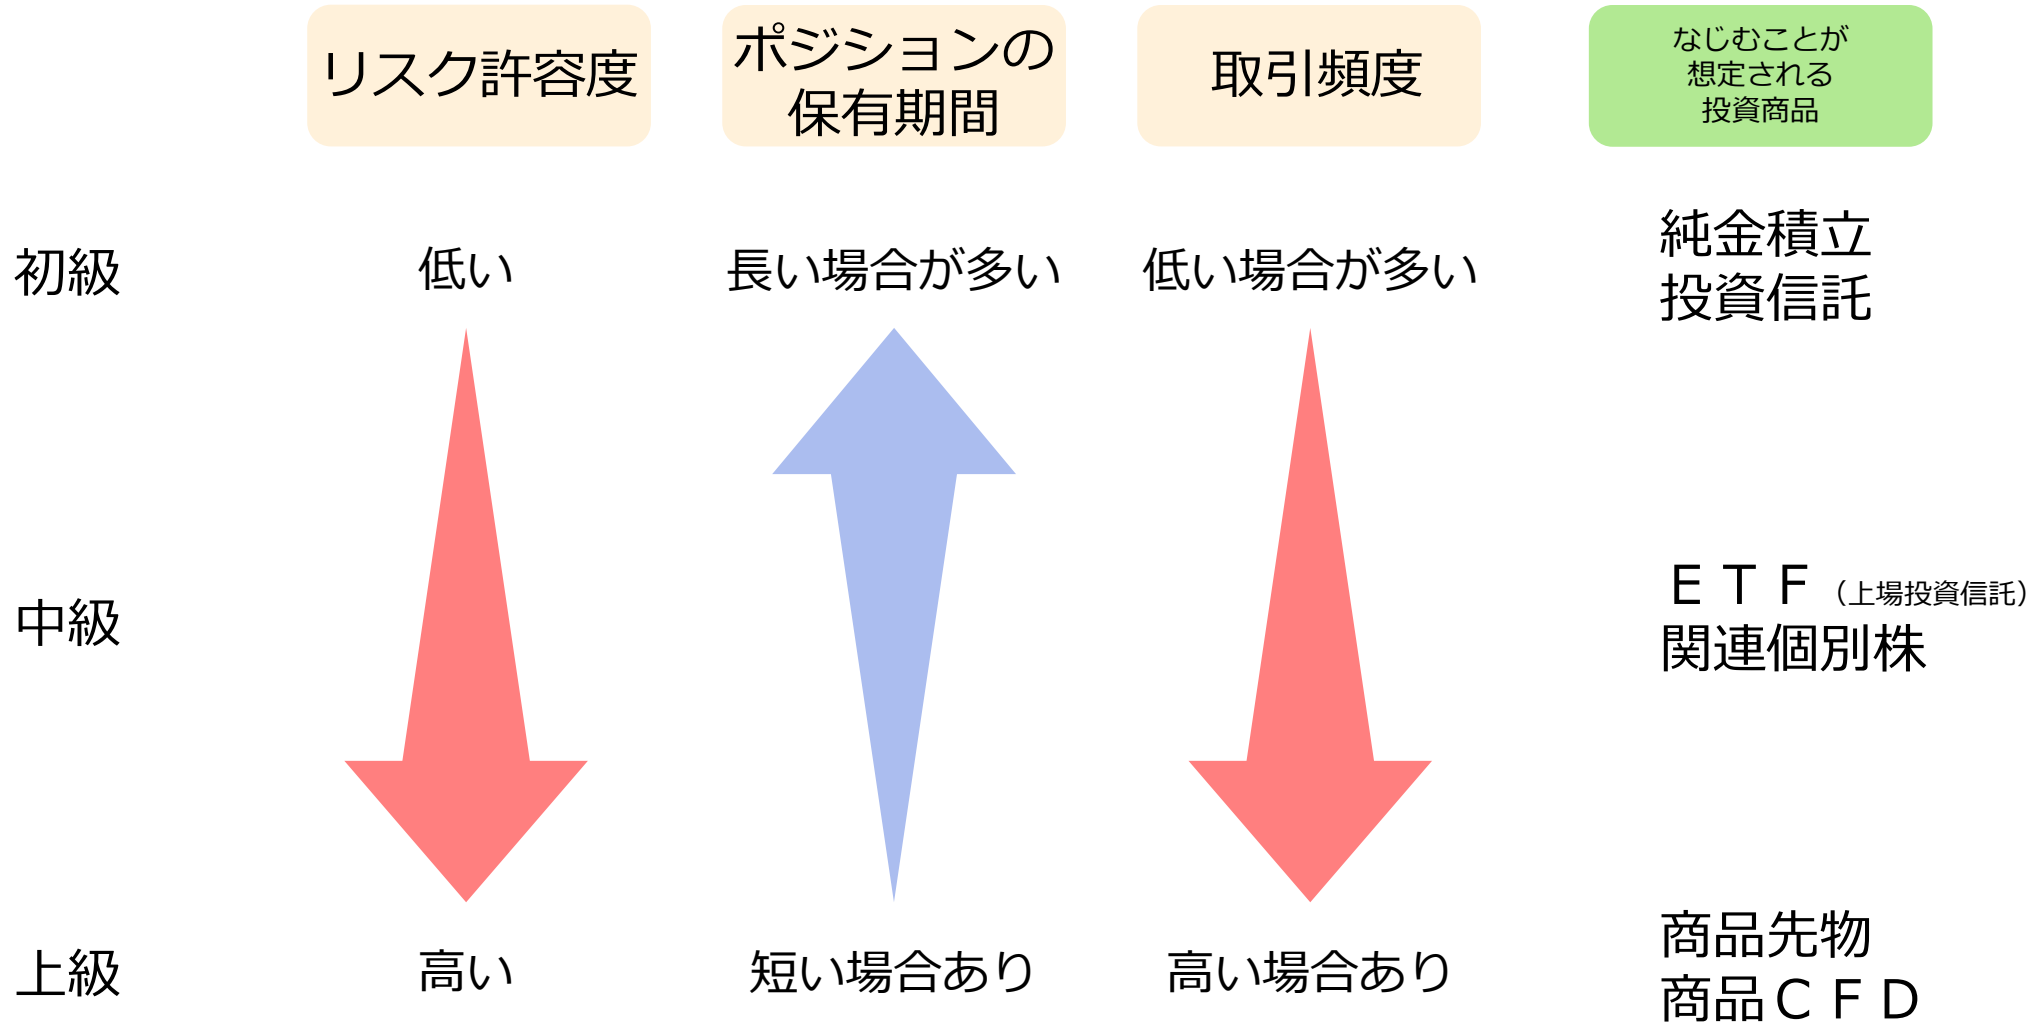 リスク許容度
ポジションの
保有期間
取引頻度
なじむことが
想定される
投資商品
初級
低い
長い場合が多い
低い場合が多い
純金積立
投資信託
中級
ＥＴＦ（上場投資信託）
関連個別株
上級
高い
短い場合あり
高い場合あり
商品先物
商品ＣＦＤ